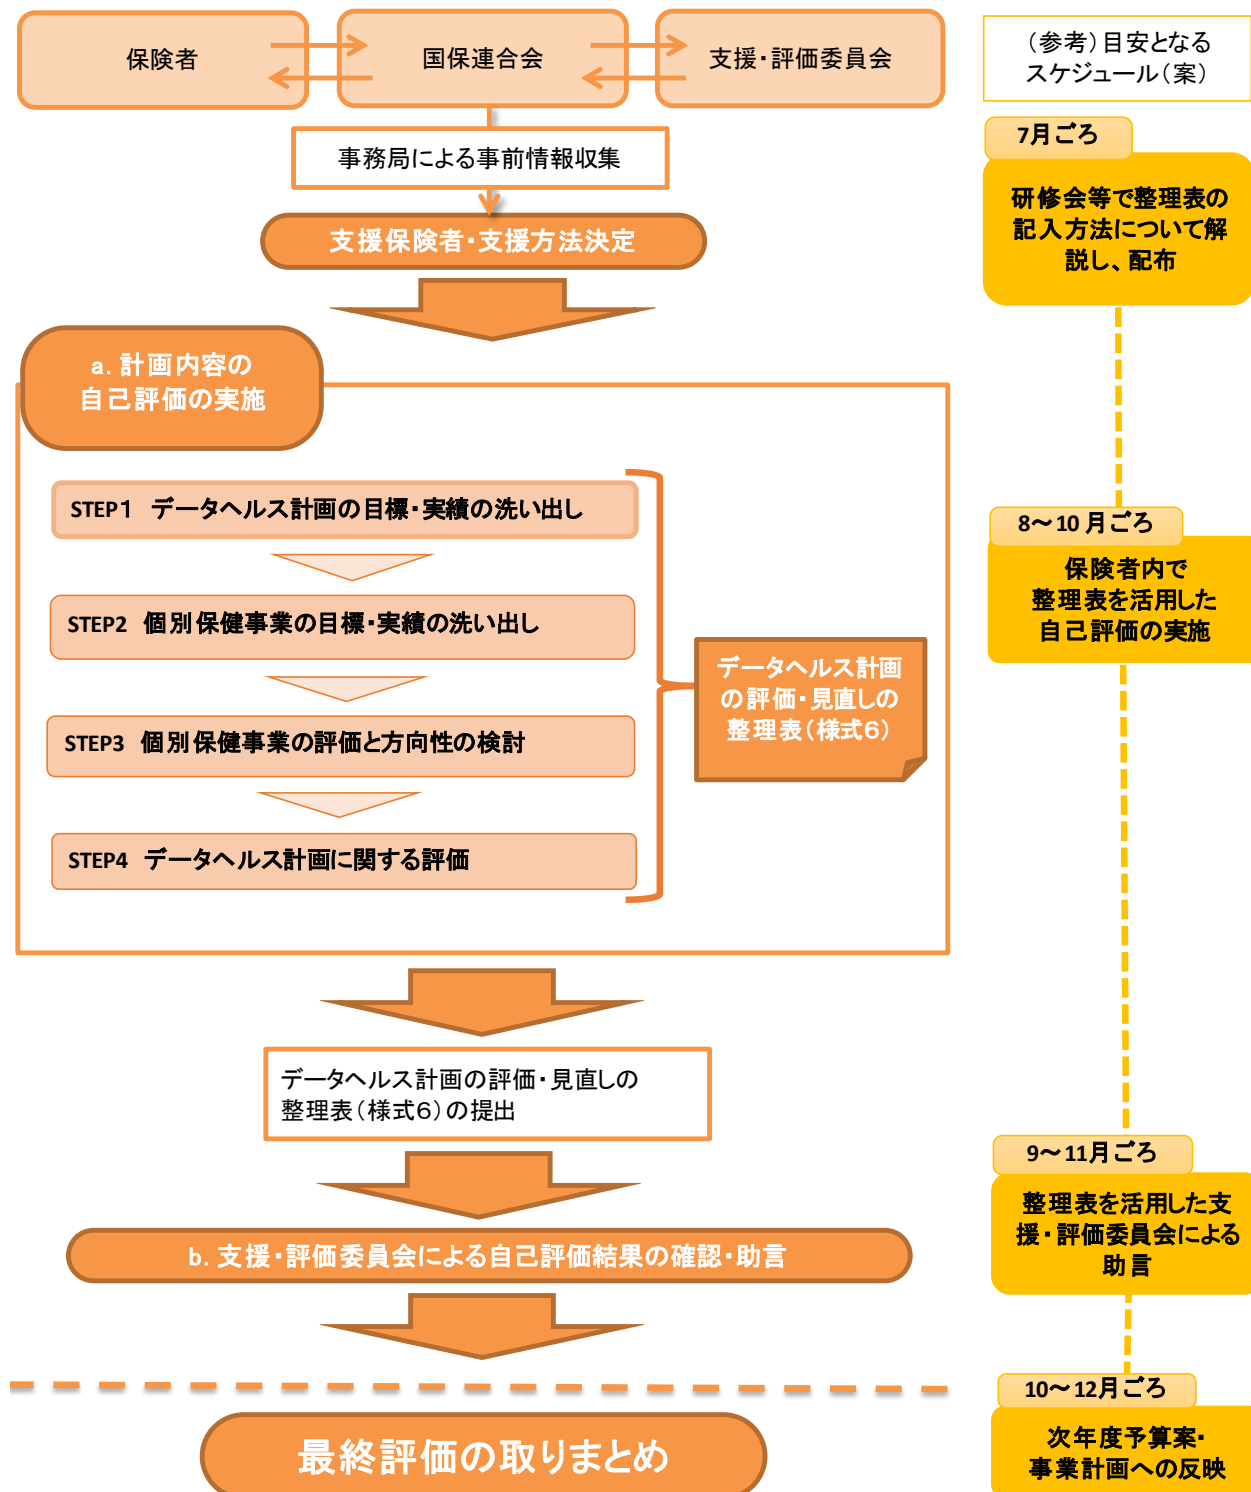 保険者
国保連合会
支援・評価委員会
事務局による事前情報収集
支援保険者・支援方法決定
a. 計画内容の
自己評価の実施
STEP1 データヘルス計画の目標・実績の洗い出し
STEP2 個別保健事業の目標・実績の洗い出し
STEP3 個別保健事業の評価と方向性の検討
STEP4 データヘルス計画に関する評価
データヘルス計画
の評価・見直しの
整理表（様式６）
データヘルス計画の評価・見直しの
整理表（様式６）の提出
b. 支援・評価委員会による自己評価結果の確認・助言
最終評価の取りまとめ
（参考）目安となる
スケジュール（案）
7月ごろ
研修会等で整理表の
記入方法について解
説し、配布
8～10 月ごろ
保険者内で
整理表を活用した
自己評価の実施
9～11月ごろ
整理表を活用した支
援・評価委員会による
助言
10～12月ごろ
次年度予算案・
事業計画への反映